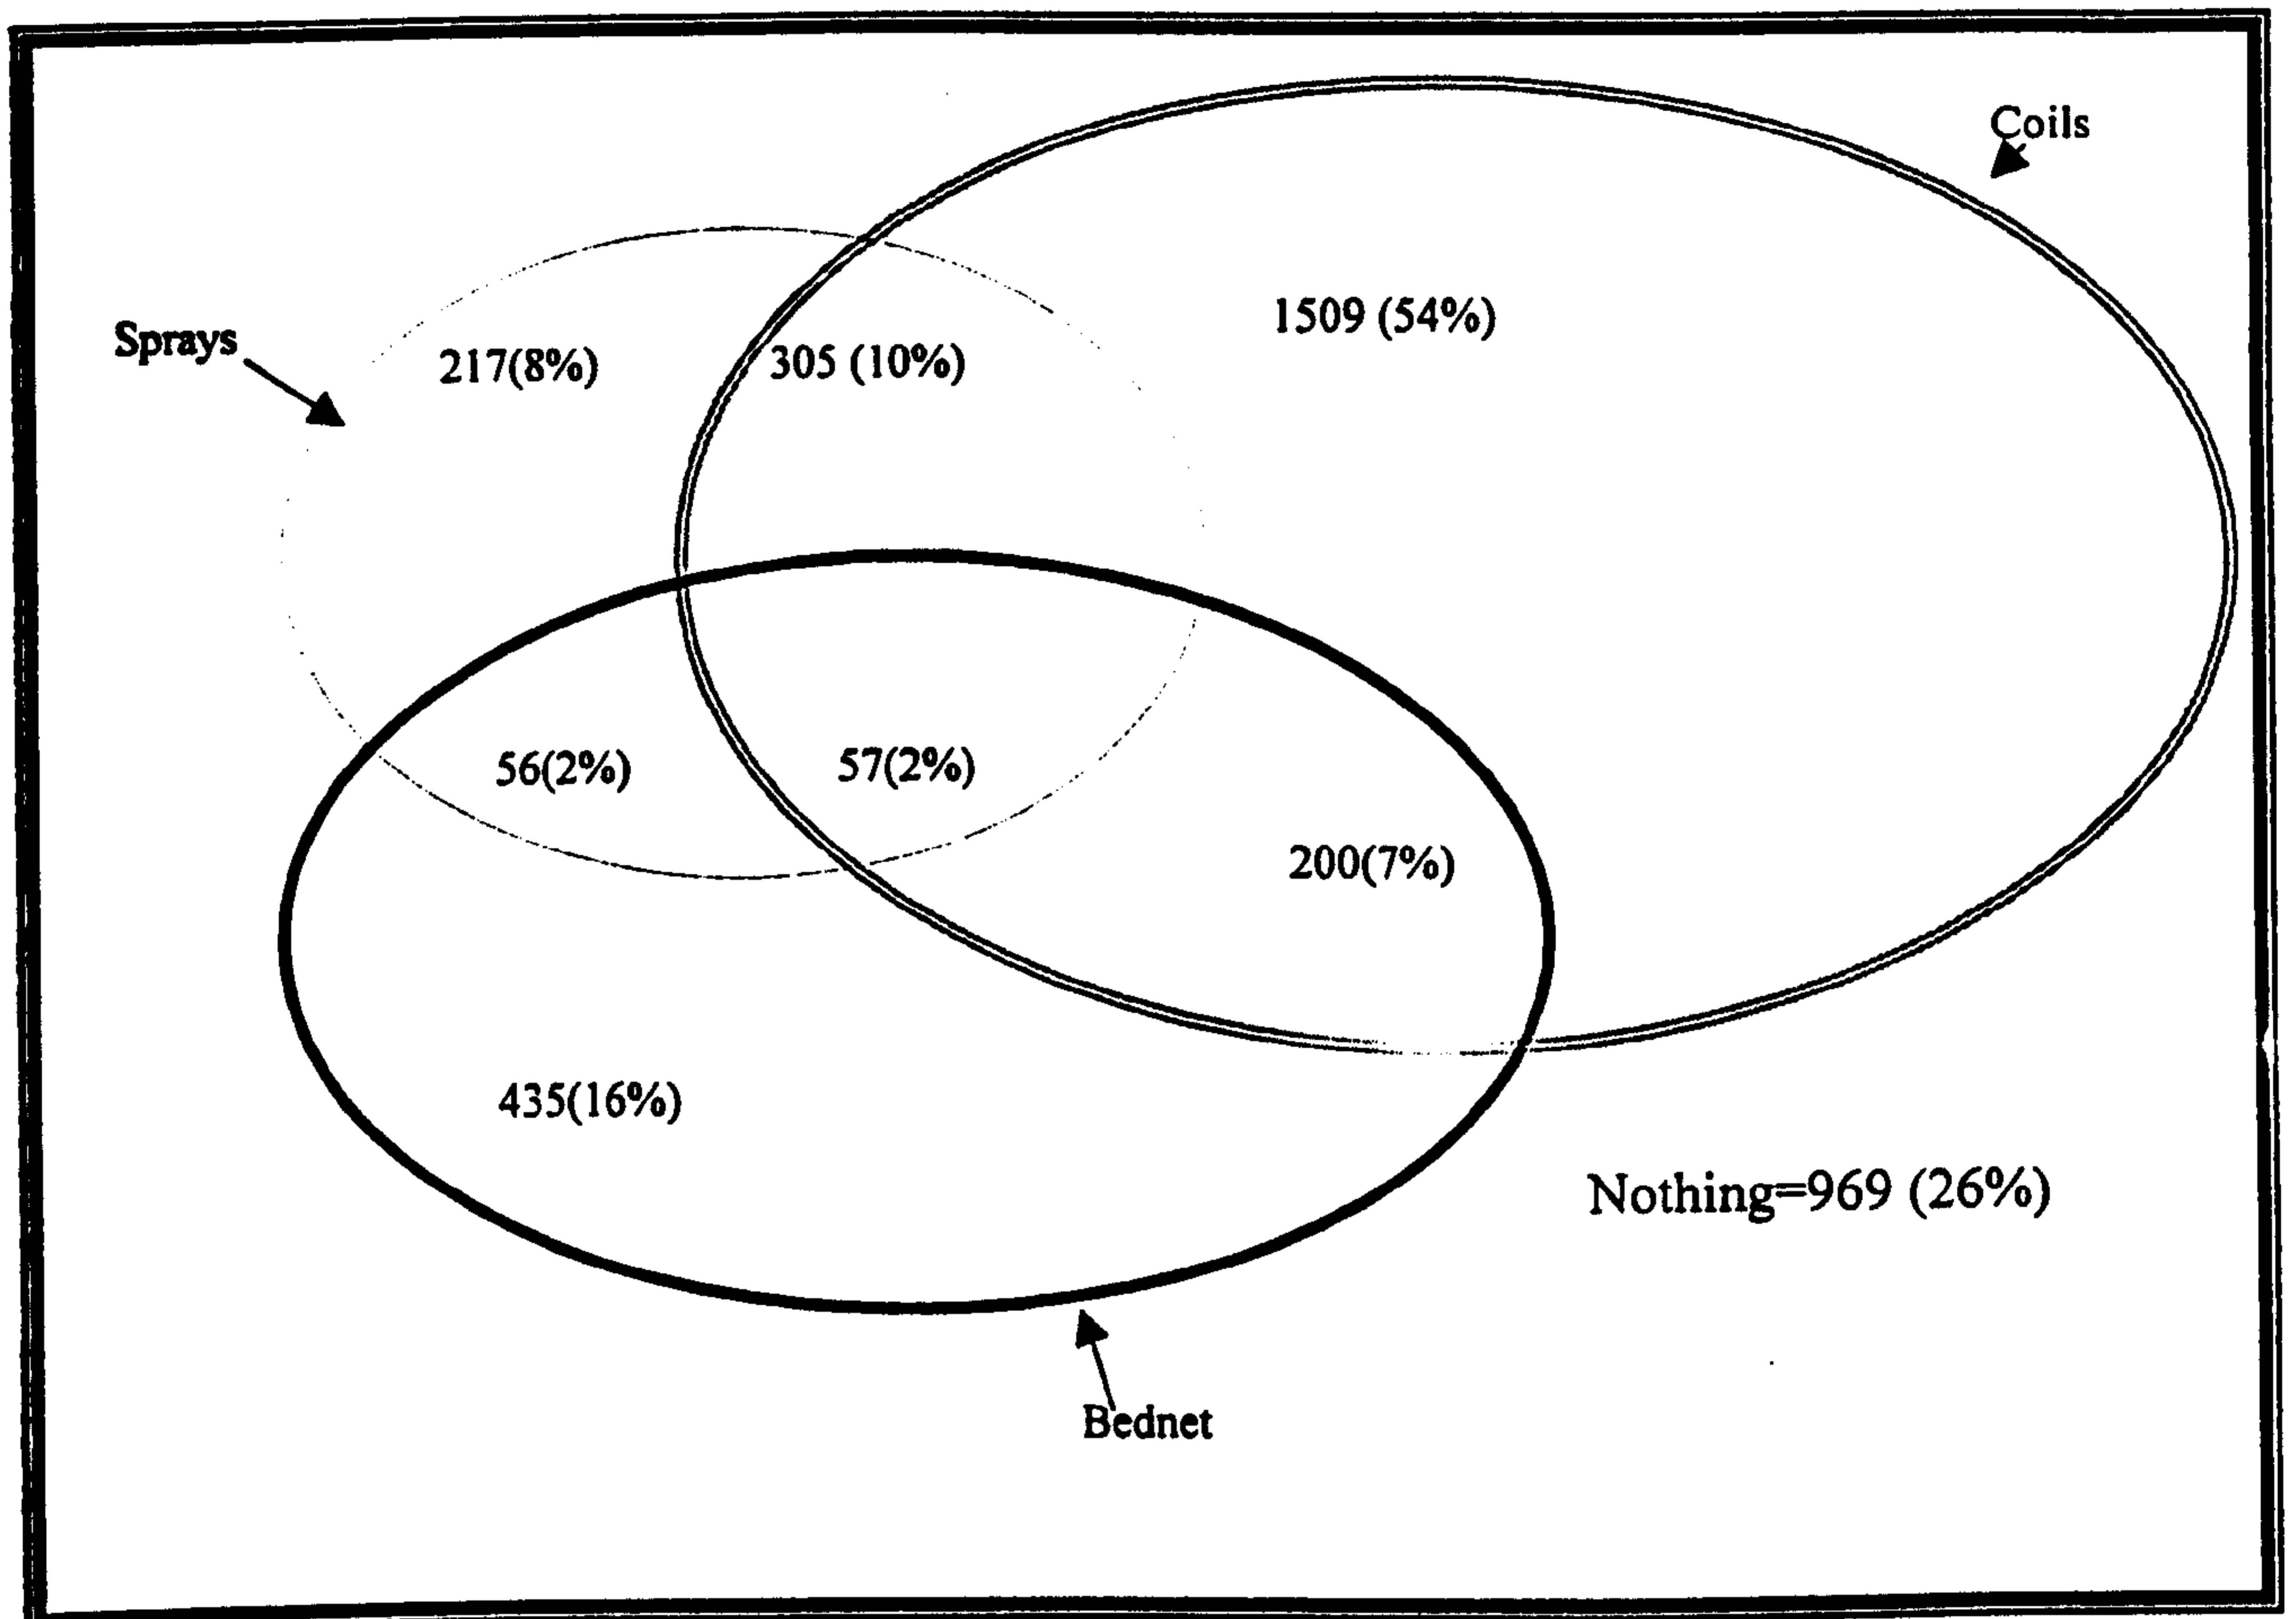 Coils
1509 (54%)
Sprays
217(8%)
305 (10%)
56(2%)
57(2%)
200(7%)
435(16%)
Nothing=969 (26%)
Bednet